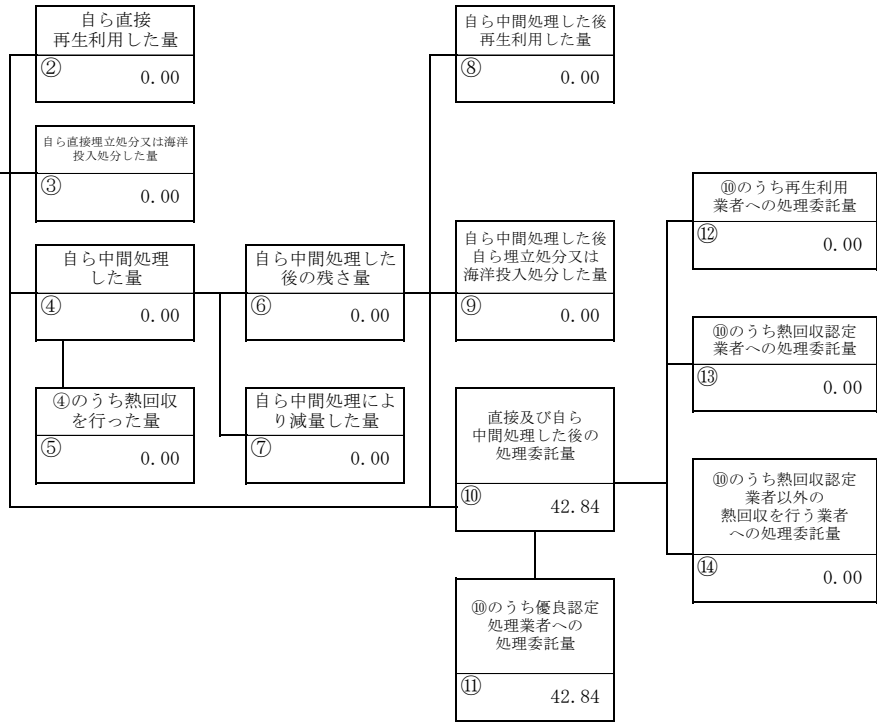 自ら直接
再生利用した量
②
0.00
自ら中間処理した後
再生利用した量
⑧
0.00
自ら直接埋立処分又は海洋
投入処分した量
③
0.00
⑩のうち再生利用
業者への処理委託量
⑫
0.00
自ら中間処理
した量
④
0.00
自ら中間処理した
後の残さ量
⑥
0.00
自ら中間処理した後
自ら埋立処分又は
海洋投入処分した量
⑨
0.00
⑩のうち熱回収認定
業者への処理委託量
⑬
0.00
④のうち熱回収
を行った量
⑤
0.00
自ら中間処理によ
り減量した量
⑦
0.00
直接及び自ら
中間処理した後の
処理委託量
⑩
42.84
⑩のうち熱回収認定
業者以外の
熱回収を行う業者
への処理委託量
⑭
0.00
⑩のうち優良認定
処理業者への
処理委託量
⑪
42.84